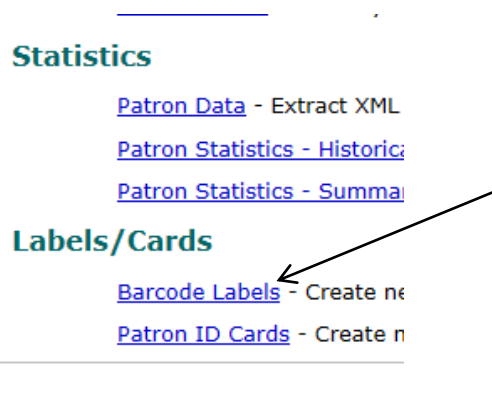 Statistics
Patron Data - Extract XML
Patron Statistics - Historica
Patron Statistics - Summar
Labels/Cards
Barcode Labels - Create ne
Patron ID Cards - Create n